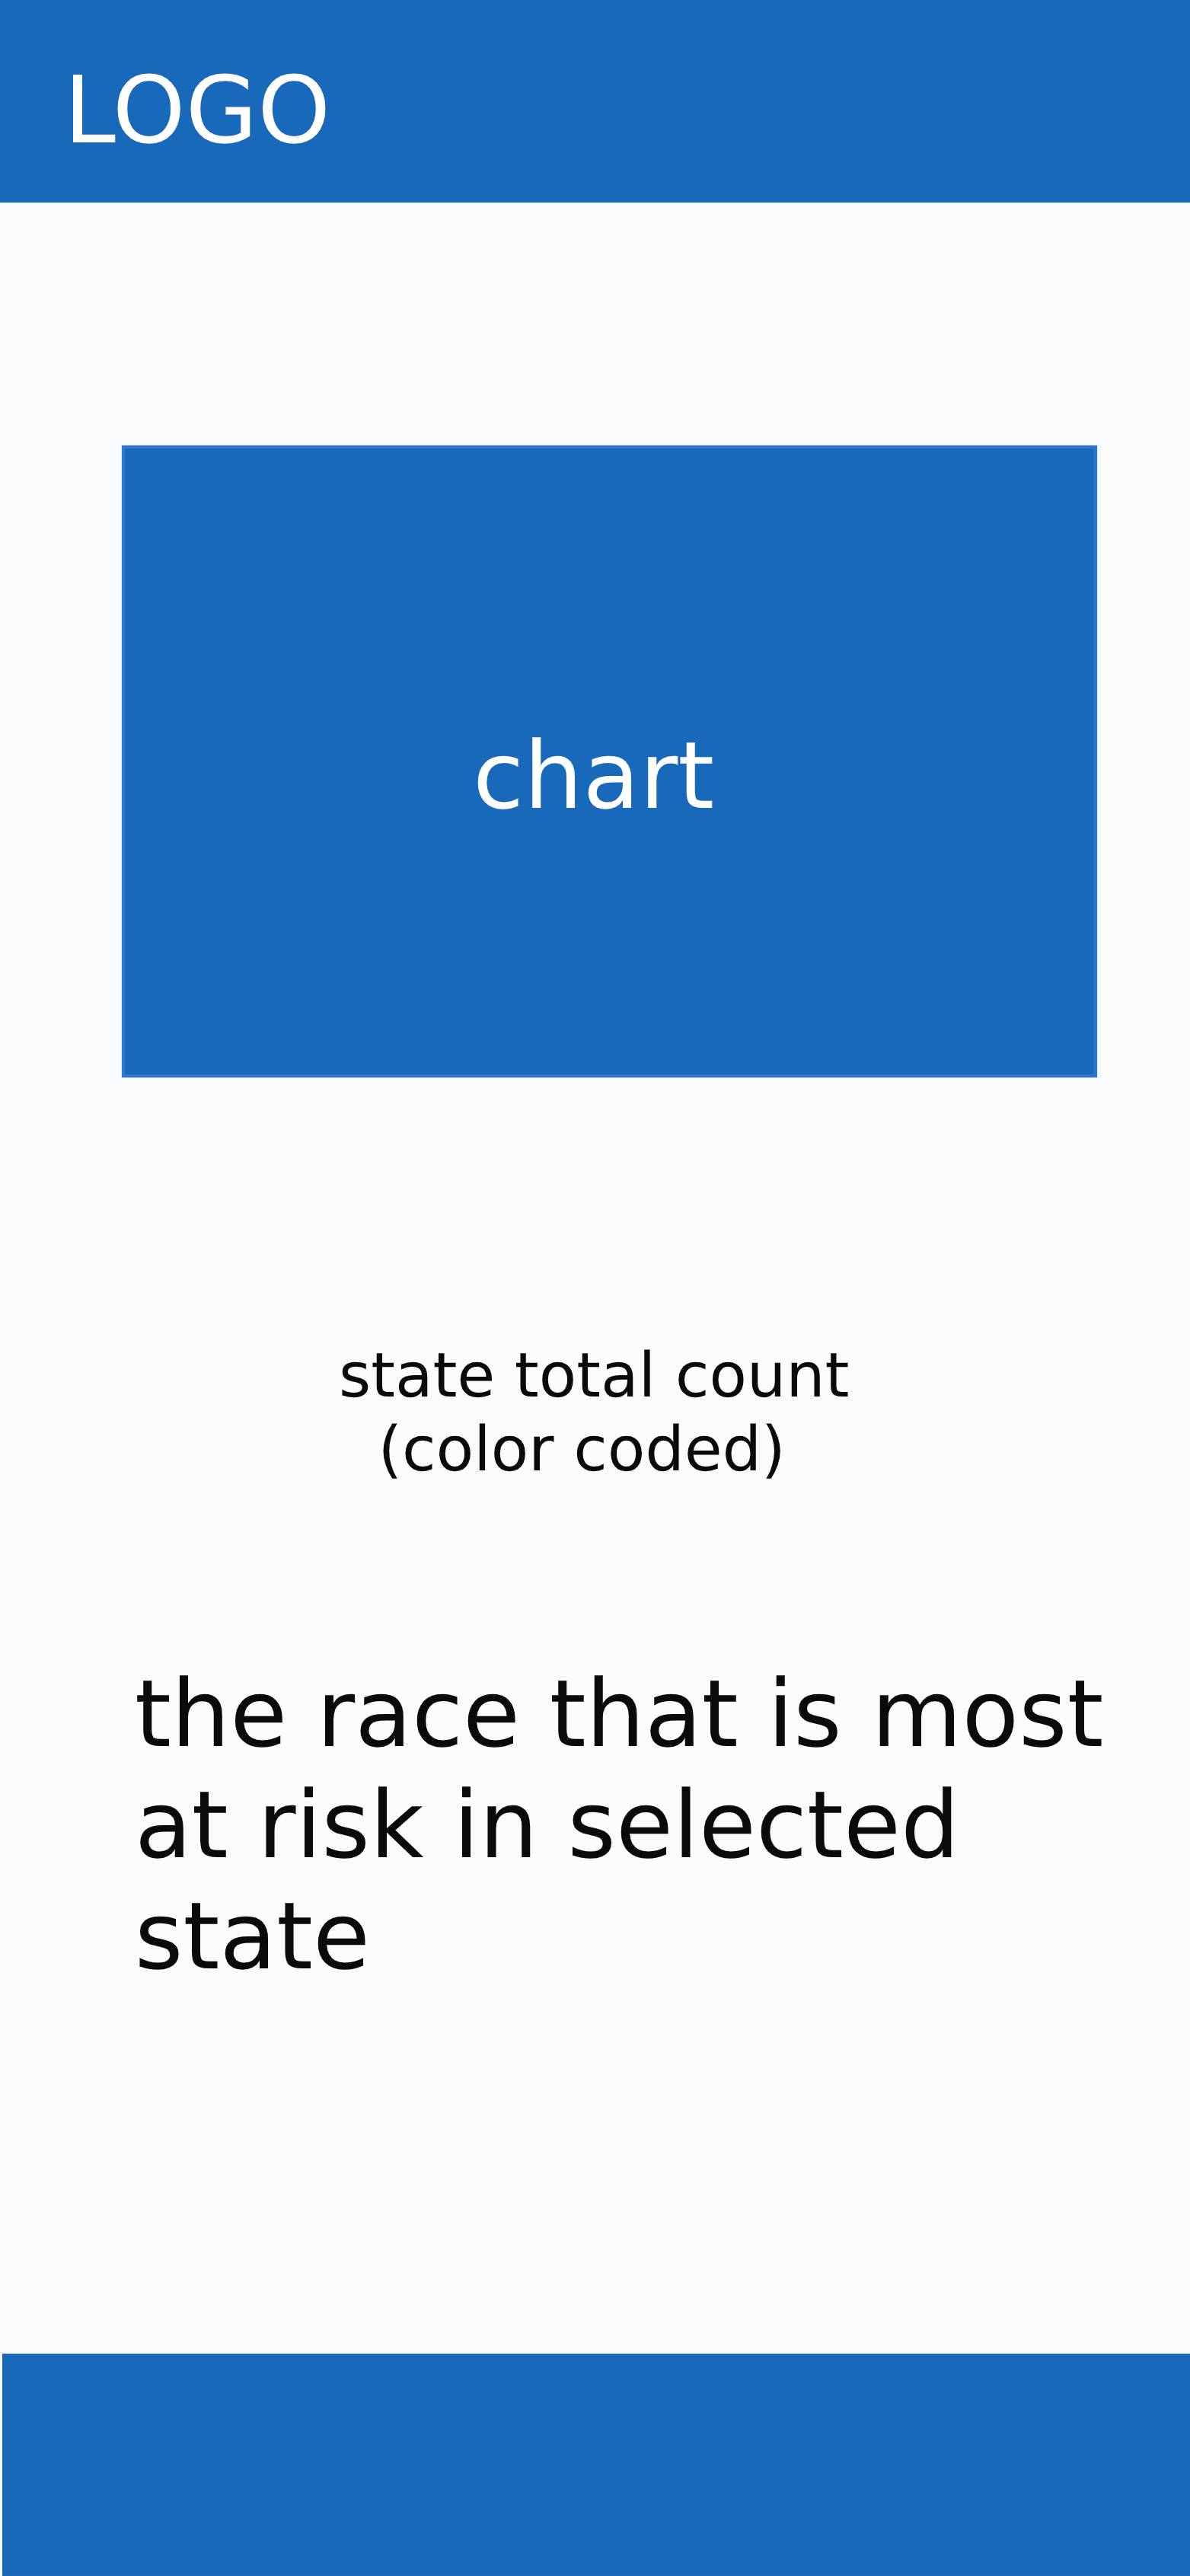 LOGO
chart
state total count
(color coded)
the race that is most
at risk in selected
state